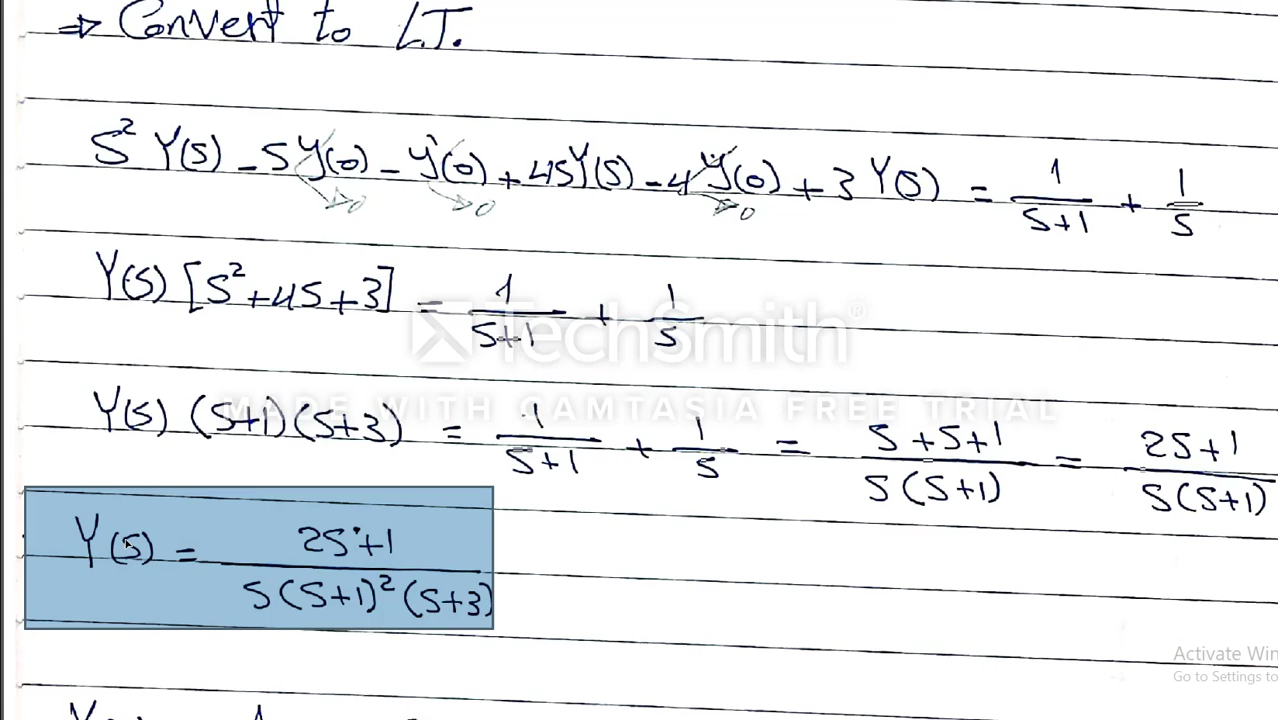 ⇒ Convert to L.T.
S² Y(S) - S y(0) - y'(0) + 4S Y(S) - 4 y(0) + 3 Y(S) = 1/(S+1) + 1/S
→0 →0 →0
Y(S) [S² + 4S + 3] = 1/(S+1) + 1/S
TechSmith
MADE WITH CAMTASIA FREE TRIAL
Y(S) (S+1)(S+3) = 1/(S+1) + 1/S = (S+S+1)/(S(S+1)) = (2S+1)/(S(S+1))
Y(S) = (2S+1)/(S(S+1)²(S+3))
Activate Win
Go to Settings to